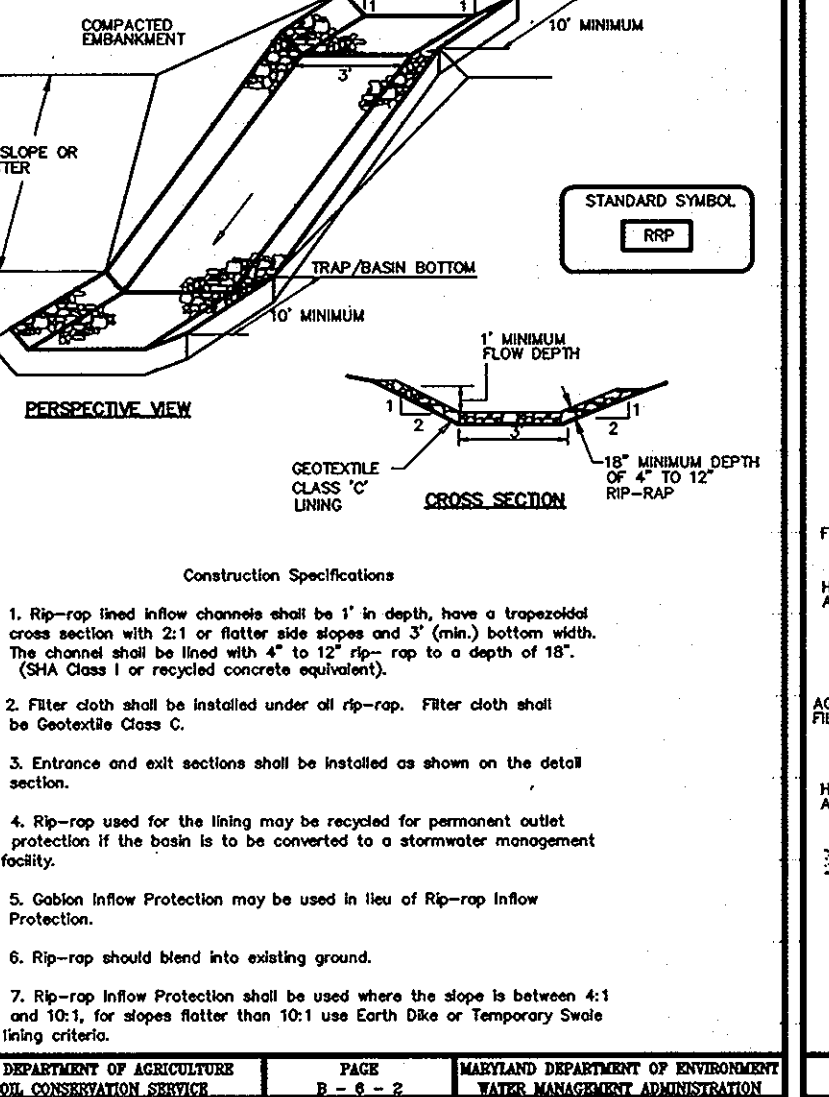 COMPACTED
EMBANKMENT
1 1
10' MINIMUM
3'
SLOPE OR
TER
STANDARD SYMBOL
RRP
TRAP/BASIN BOTTOM
10' MINIMUM
PERSPECTIVE VIEW
1' MINIMUM
FLOW DEPTH
1
2
3'
1
2
GEOTEXTILE
CLASS 'C'
LINING
18" MINIMUM DEPTH
OF 4" TO 12"
RIP-RAP
CROSS SECTION
Construction Specifications
1. Rip-rap lined inflow channels shall be 1' in depth, have a trapezoidal
cross section with 2:1 or flatter side slopes and 3' (min.) bottom width.
The channel shall be lined with 4" to 12" rip- rap to a depth of 18".
(SHA Class I or recycled concrete equivalent).
2. Filter cloth shall be installed under all rip-rap. Filter cloth shall
be Geotextile Class C.
3. Entrance and exit sections shall be installed as shown on the detail
section.
4. Rip-rap used for the lining may be recycled for permanent outlet
protection if the basin is to be converted to a stormwater management
facility.
5. Gabion Inflow Protection may be used in lieu of Rip-rap Inflow
Protection.
6. Rip-rap should blend into existing ground.
7. Rip-rap Inflow Protection shall be used where the slope is between 4:1
and 10:1, for slopes flatter than 10:1 use Earth Dike or Temporary Swale
lining criteria.
DEPARTMENT OF AGRICULTURE
OIL CONSERVATION SERVICE
PAGE
B - 6 - 2
MARYLAND DEPARTMENT OF ENVIRONMENT
WATER MANAGEMENT ADMINISTRATION
F
H
A
AC
FIE
H
A